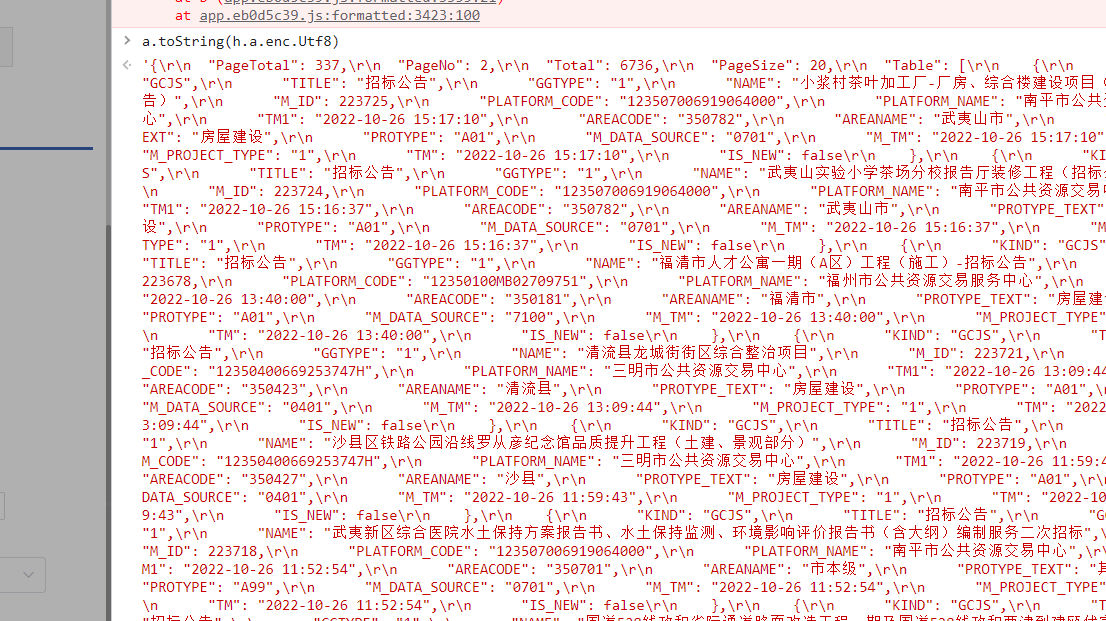 at app.eb0d5c39.js:formatted:3423:100
a.toString(h.a.enc.Utf8)
'{\r\n  "PageTotal": 337,\r\n  "PageNo": 2,\r\n  "Total": 6736,\r\n  "PageSize": 20,\r\n  "Table": [\r\n    {\r\n
"GCJS",\r\n      "TITLE": "招标公告",\r\n      "GGTYPE": "1",\r\n      "NAME": "小浆村茶叶加工厂-厂房、综合楼建设项目（
告）",\r\n      "M_ID": 223725,\r\n      "PLATFORM_CODE": "123507006919064000",\r\n      "PLATFORM_NAME": "南平市公共资
心",\r\n      "TM1": "2022-10-26 15:17:10",\r\n      "AREACODE": "350782",\r\n      "AREANAME": "武夷山市",\r\n
EXT": "房屋建设",\r\n      "PROTYPE": "A01",\r\n      "M_DATA_SOURCE": "0701",\r\n      "M_TM": "2022-10-26 15:17:10",\r\n
"M_PROJECT_TYPE": "1",\r\n      "TM": "2022-10-26 15:17:10",\r\n      "IS_NEW": false\r\n    },\r\n    {\r\n      "KI
S",\r\n      "TITLE": "招标公告",\r\n      "GGTYPE": "1",\r\n      "NAME": "武夷山实验小学茶场分校报告厅装修工程（招标
\n      "M_ID": 223724,\r\n      "PLATFORM_CODE": "123507006919064000",\r\n      "PLATFORM_NAME": "南平市公共资源交易
"TM1": "2022-10-26 15:16:37",\r\n      "AREACODE": "350782",\r\n      "AREANAME": "武夷山市",\r\n      "PROTYPE_TEXT"
设",\r\n      "PROTYPE": "A01",\r\n      "M_DATA_SOURCE": "0701",\r\n      "M_TM": "2022-10-26 15:16:37",\r\n      "M
TYPE": "1",\r\n      "TM": "2022-10-26 15:16:37",\r\n      "IS_NEW": false\r\n    },\r\n    {\r\n      "KIND": "GCJS"
"TITLE": "招标公告",\r\n      "GGTYPE": "1",\r\n      "NAME": "福清市人才公寓一期（A区）工程（施工）-招标公告",\r\n
223678,\r\n      "PLATFORM_CODE": "12350100MB02709751",\r\n      "PLATFORM_NAME": "福州市公共资源交易服务中心",\r\n
"2022-10-26 13:40:00",\r\n      "AREACODE": "350181",\r\n      "AREANAME": "福清市",\r\n      "PROTYPE_TEXT": "房屋建
"PROTYPE": "A01",\r\n      "M_DATA_SOURCE": "7100",\r\n      "M_TM": "2022-10-26 13:40:00",\r\n      "M_PROJECT_TYPE"
\n      "TM": "2022-10-26 13:40:00",\r\n      "IS_NEW": false\r\n    },\r\n    {\r\n      "KIND": "GCJS",\r\n      "T
"招标公告",\r\n      "GGTYPE": "1",\r\n      "NAME": "清流县龙城街街区综合整治项目",\r\n      "M_ID": 223721,\r\n
_CODE": "12350400669253747H",\r\n      "PLATFORM_NAME": "三明市公共资源交易中心",\r\n      "TM1": "2022-10-26 13:09:44
"AREACODE": "350423",\r\n      "AREANAME": "清流县",\r\n      "PROTYPE_TEXT": "房屋建设",\r\n      "PROTYPE": "A01",\
"M_DATA_SOURCE": "0401",\r\n      "M_TM": "2022-10-26 13:09:44",\r\n      "M_PROJECT_TYPE": "1",\r\n      "TM": "2022
3:09:44",\r\n      "IS_NEW": false\r\n    },\r\n    {\r\n      "KIND": "GCJS",\r\n      "TITLE": "招标公告",\r\n
"1",\r\n      "NAME": "沙县区铁路公园沿线罗从彦纪念馆品质提升工程（土建、景观部分）",\r\n      "M_ID": 223719,\r\n
M_CODE": "12350400669253747H",\r\n      "PLATFORM_NAME": "三明市公共资源交易中心",\r\n      "TM1": "2022-10-26 11:59:4
"AREACODE": "350427",\r\n      "AREANAME": "沙县",\r\n      "PROTYPE_TEXT": "房屋建设",\r\n      "PROTYPE": "A01",\r\n
DATA_SOURCE": "0401",\r\n      "M_TM": "2022-10-26 11:59:43",\r\n      "M_PROJECT_TYPE": "1",\r\n      "TM": "2022-10
9:43",\r\n      "IS_NEW": false\r\n    },\r\n    {\r\n      "KIND": "GCJS",\r\n      "TITLE": "招标公告",\r\n      "G
"1",\r\n      "NAME": "武夷新区综合医院水土保持方案报告书、水土保持监测、环境影响评价报告书（含大纲）编制服务二次招标",\r\n
"M_ID": 223718,\r\n      "PLATFORM_CODE": "123507006919064000",\r\n      "PLATFORM_NAME": "南平市公共资源交易中心",\r
M1": "2022-10-26 11:52:54",\r\n      "AREACODE": "350701",\r\n      "AREANAME": "市本级",\r\n      "PROTYPE_TEXT": "其
"PROTYPE": "A99",\r\n      "M_DATA_SOURCE": "0701",\r\n      "M_TM": "2022-10-26 11:52:54",\r\n      "M_PROJECT_TYPE"
\n      "TM": "2022-10-26 11:52:54",\r\n      "IS_NEW": false\r\n    },\r\n    {\r\n      "KIND": "GCJS",\r\n      "T